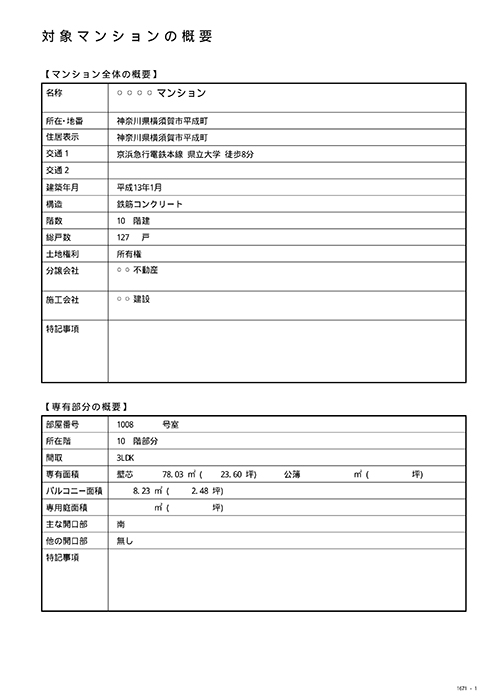 対象マンションの概要
【マンション全体の概要】
名称 ○○○○マンション
所在・地番 神奈川県横須賀市平成町
住居表示 神奈川県横須賀市平成町
交通1 京浜急行電鉄本線 県立大学 徒歩8分
交通2
建築年月 平成13年1月
構造 鉄筋コンクリート
階数 10 階建
総戸数 127 戸
土地権利 所有権
分譲会社 ○○不動産
施工会社 ○○建設
特記事項
【専有部分の概要】
部屋番号 1008 号室
所在階 10 階部分
間取 3LDK
専有面積 壁芯 78.03 ㎡ ( 23.60 坪) 公簿 ㎡ ( 坪)
バルコニー面積 8.23 ㎡ ( 2.48 坪)
専用庭面積 ㎡ ( 坪)
主な開口部 南
他の開口部 無し
特記事項
1671 - 1